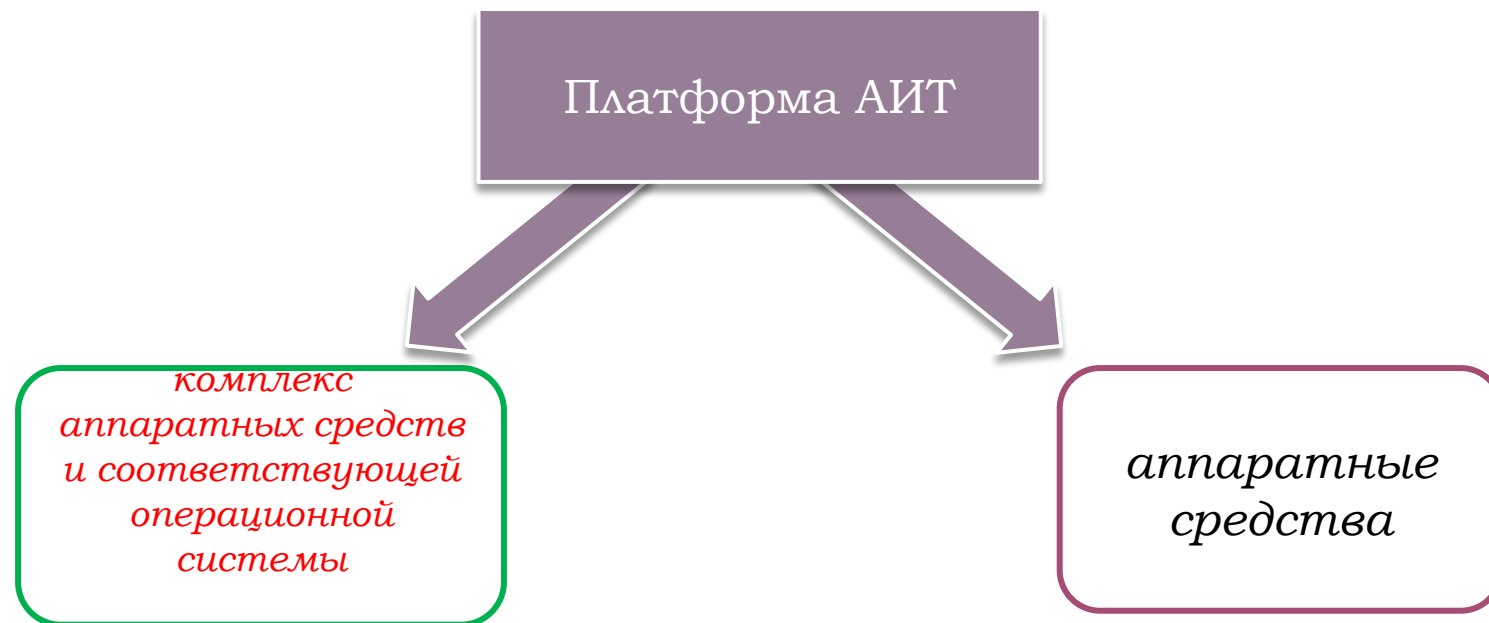 Платформа АИТ
комплекс
аппаратных средств
и соответствующей
операционной
системы
аппаратные
средства